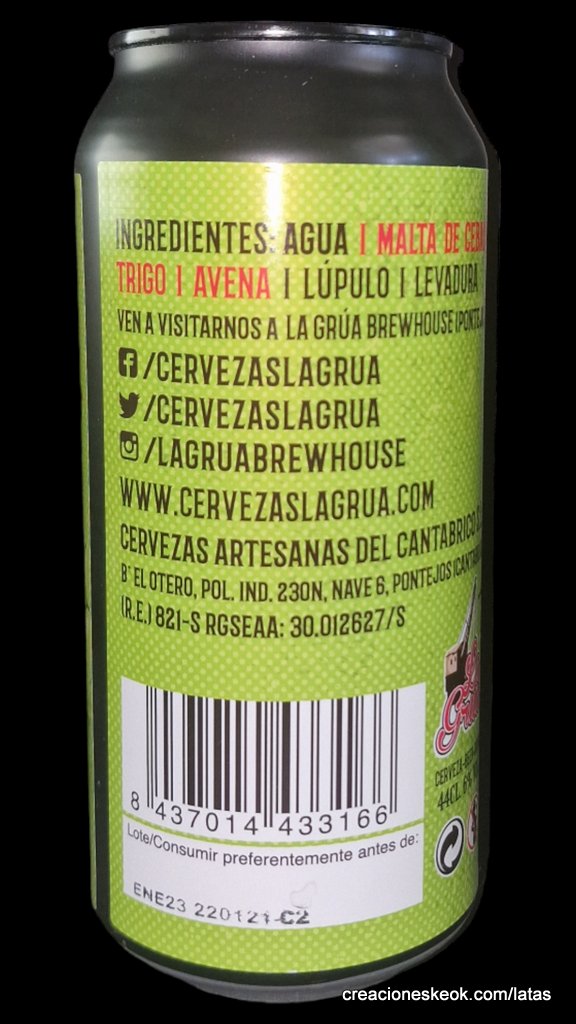 INGREDIENTES: AGUA | MALTA DE
TRIGO | AVENA | LÚPULO | LEVADURA
VEN A VISITARNOS A LA GRÚA BREWHOUSE
/CERVEZASLAGRUA
/CERVEZASLAGRUA
/LAGRUABREWHOUSE
WWW.CERVEZASLAGRUA.COM
CERVEZAS ARTESANAS DEL CANTABRICO
Bº EL OTERO, POL. IND. 230N, NAVE 6, PONTEJOS
(R.E.) 821-S RGSEAA: 30.012627/S
8 437014 433166
44CL. 6%
Lote/Consumir preferentemente antes de:
ENE23 220121-C2
creacioneskeok.com/latas